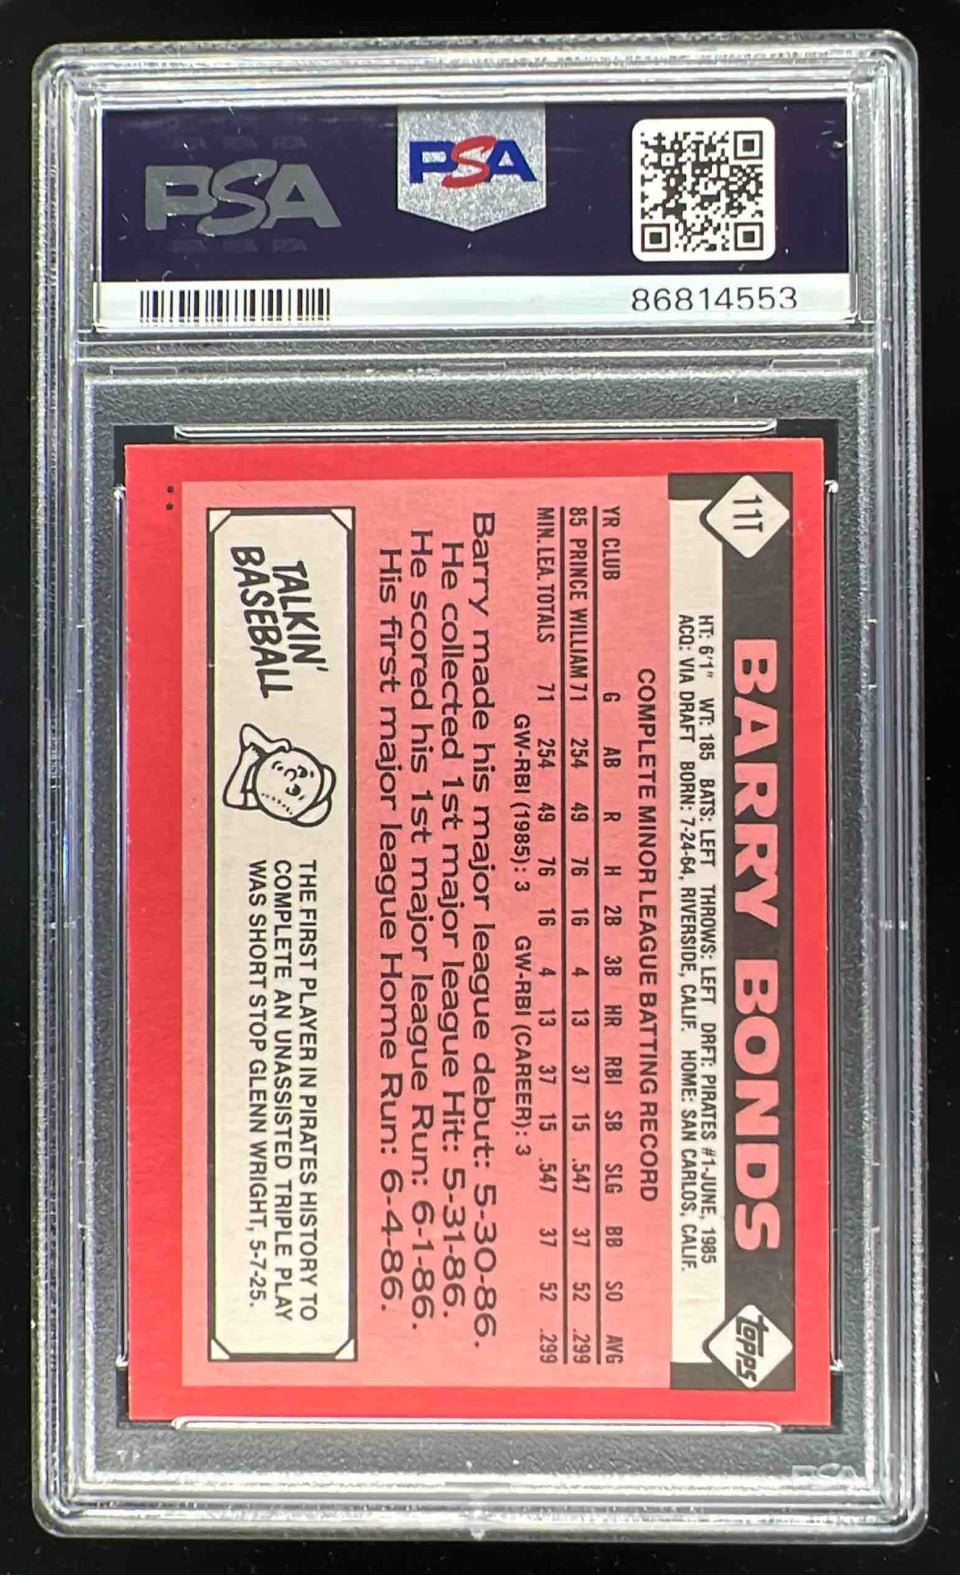 PSA
PSA
86814553
11T
BARRY BONDS
topps
HT: 6'1" WT: 185 BATS: LEFT THROWS: LEFT DRFT: PIRATES #1-JUNE, 1985
ACQ: VIA DRAFT BORN: 7-24-64, RIVERSIDE, CALIF. HOME: SAN CARLOS, CALIF.
COMPLETE MINOR LEAGUE BATTING RECORD
YR CLUB G AB R H 2B 3B HR RBI SB SLG BB SO AVG
85 PRINCE WILLIAM 71 254 49 76 16 4 13 37 15 .547 37 52 .299
MIN. LEA. TOTALS 71 254 49 76 16 4 13 37 15 .547 37 52 .299
GW-RBI (1985): 3 GW-RBI (CAREER): 3
Barry made his major league debut: 5-30-86.
He collected 1st major league Hit: 5-31-86.
He scored his 1st major league Run: 6-1-86.
His first major league Home Run: 6-4-86.
TALKIN'
BASEBALL
THE FIRST PLAYER IN PIRATES HISTORY TO
COMPLETE AN UNASSISTED TRIPLE PLAY
WAS SHORT STOP GLENN WRIGHT, 5-7-25.
**
PSA